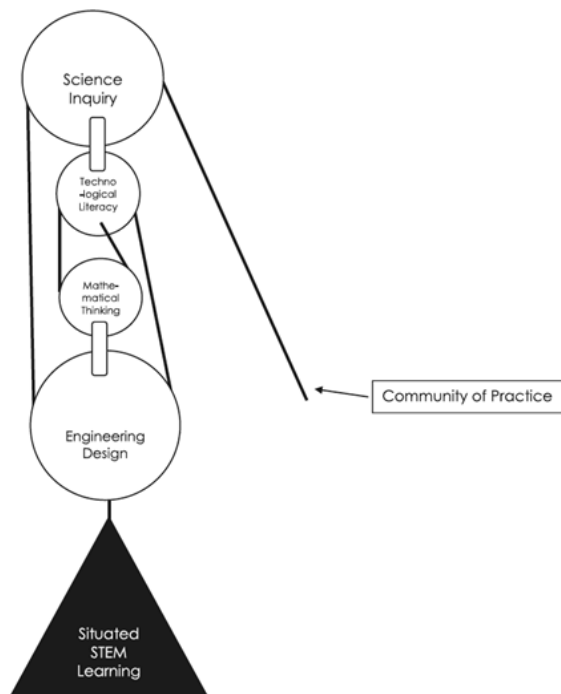 Science
Inquiry
Techno
-logical
Literacy
Mathe-
matical
Thinking
Community of Practice
Engineering
Design
Situated
STEM
Learning